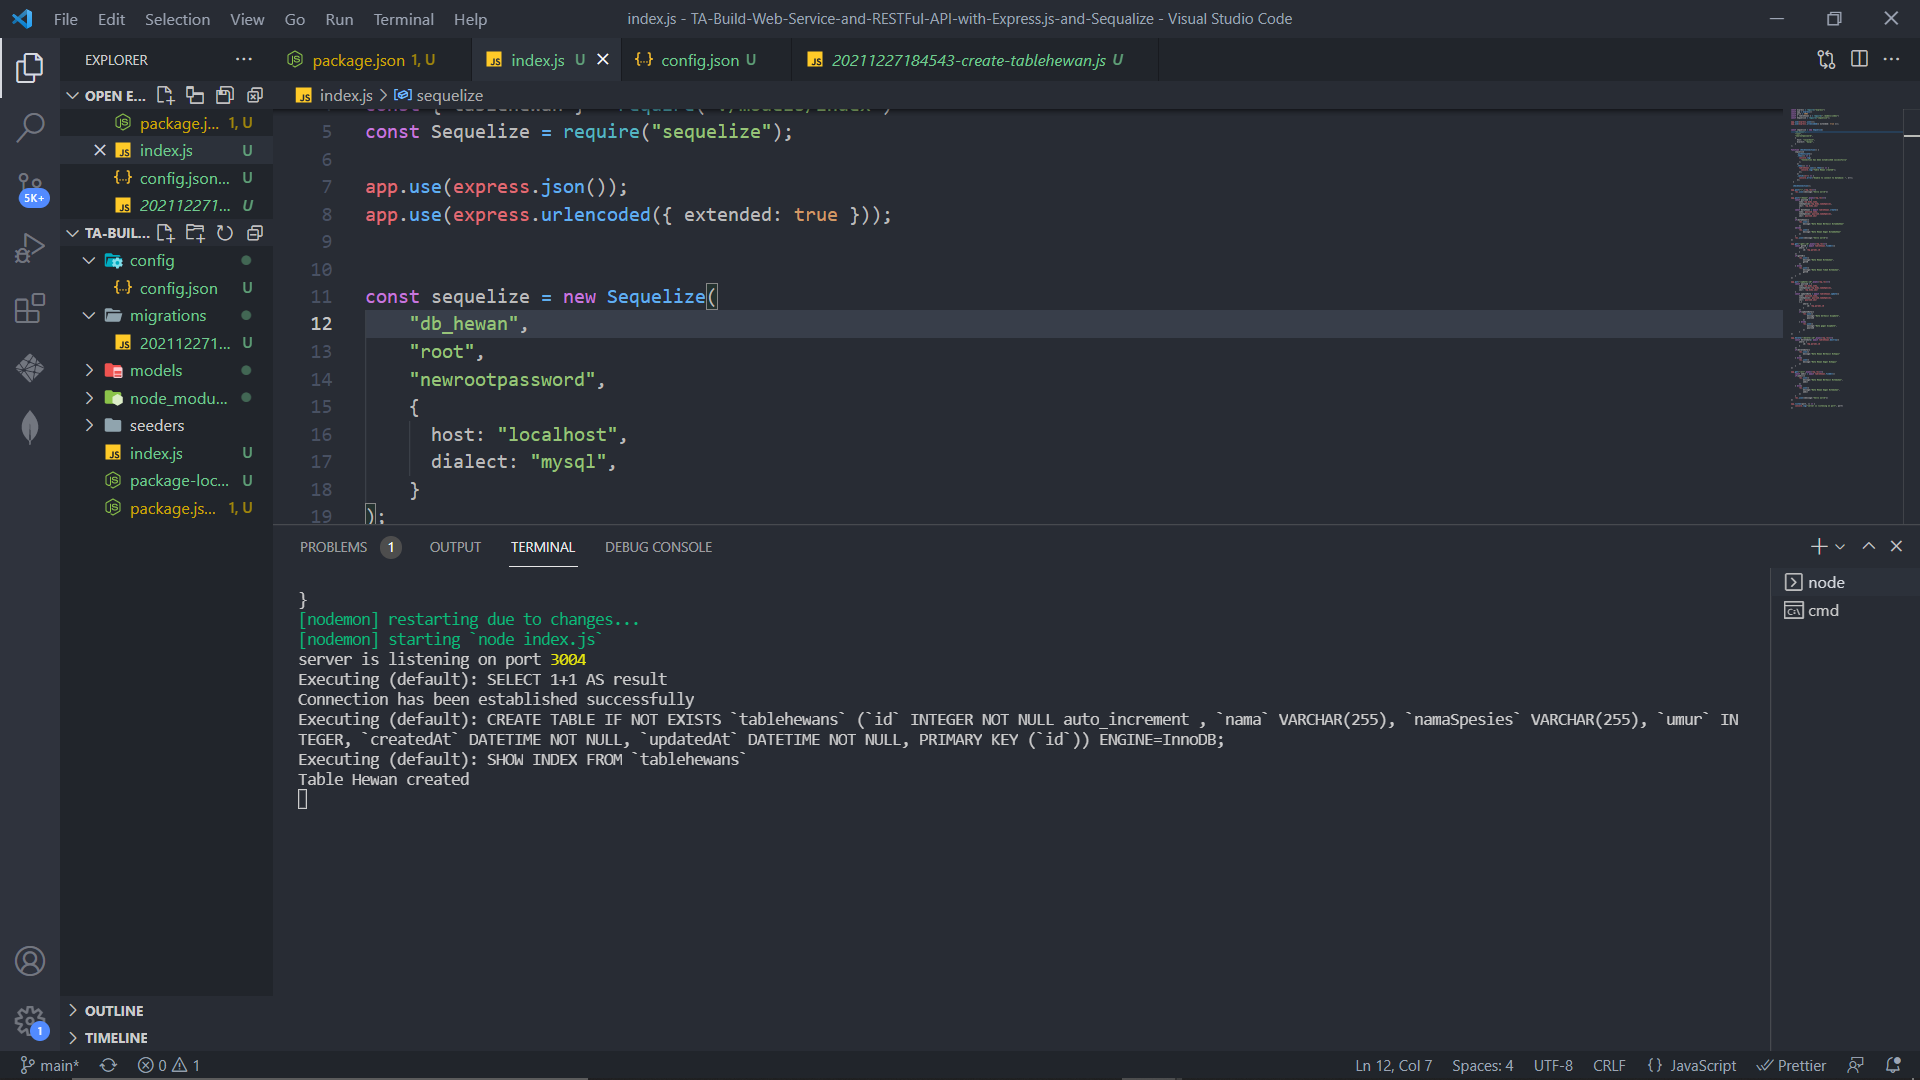 File Edit Selection View Go Run Terminal Help
index.js - TA-Build-Web-Service-and-RESTFul-API-with-Express.js-and-Sequalize - Visual Studio Code
EXPLORER
package.json 1, U
index.js U
config.json U
20211227184543-create-tablehewan.js U
OPEN E...
package.j... 1, U
index.js U
config.json... U
202112271... U
TA-BUIL...
config
config.json U
migrations
202112271... U
models
node_modu...
seeders
index.js U
package-loc... U
package.js... 1, U
OUTLINE
TIMELINE
5K+
1
index.js > sequelize
5 const Sequelize = require("sequelize");
6
7 app.use(express.json());
8 app.use(express.urlencoded({ extended: true }));
9
10
11 const sequelize = new Sequelize(
12 "db_hewan",
13 "root",
14 "newrootpassword",
15 {
16 host: "localhost",
17 dialect: "mysql",
18 }
19 );
PROBLEMS 1 OUTPUT TERMINAL DEBUG CONSOLE
node
cmd
}
[nodemon] restarting due to changes...
[nodemon] starting `node index.js`
server is listening on port 3004
Executing (default): SELECT 1+1 AS result
Connection has been established successfully
Executing (default): CREATE TABLE IF NOT EXISTS `tablehewans` (`id` INTEGER NOT NULL auto_increment , `nama` VARCHAR(255), `namaSpesies` VARCHAR(255), `umur` IN
TEGER, `createdAt` DATETIME NOT NULL, `updatedAt` DATETIME NOT NULL, PRIMARY KEY (`id`)) ENGINE=InnoDB;
Executing (default): SHOW INDEX FROM `tablehewans`
Table Hewan created
main* 0 1
Ln 12, Col 7 Spaces: 4 UTF-8 CRLF {} JavaScript Prettier